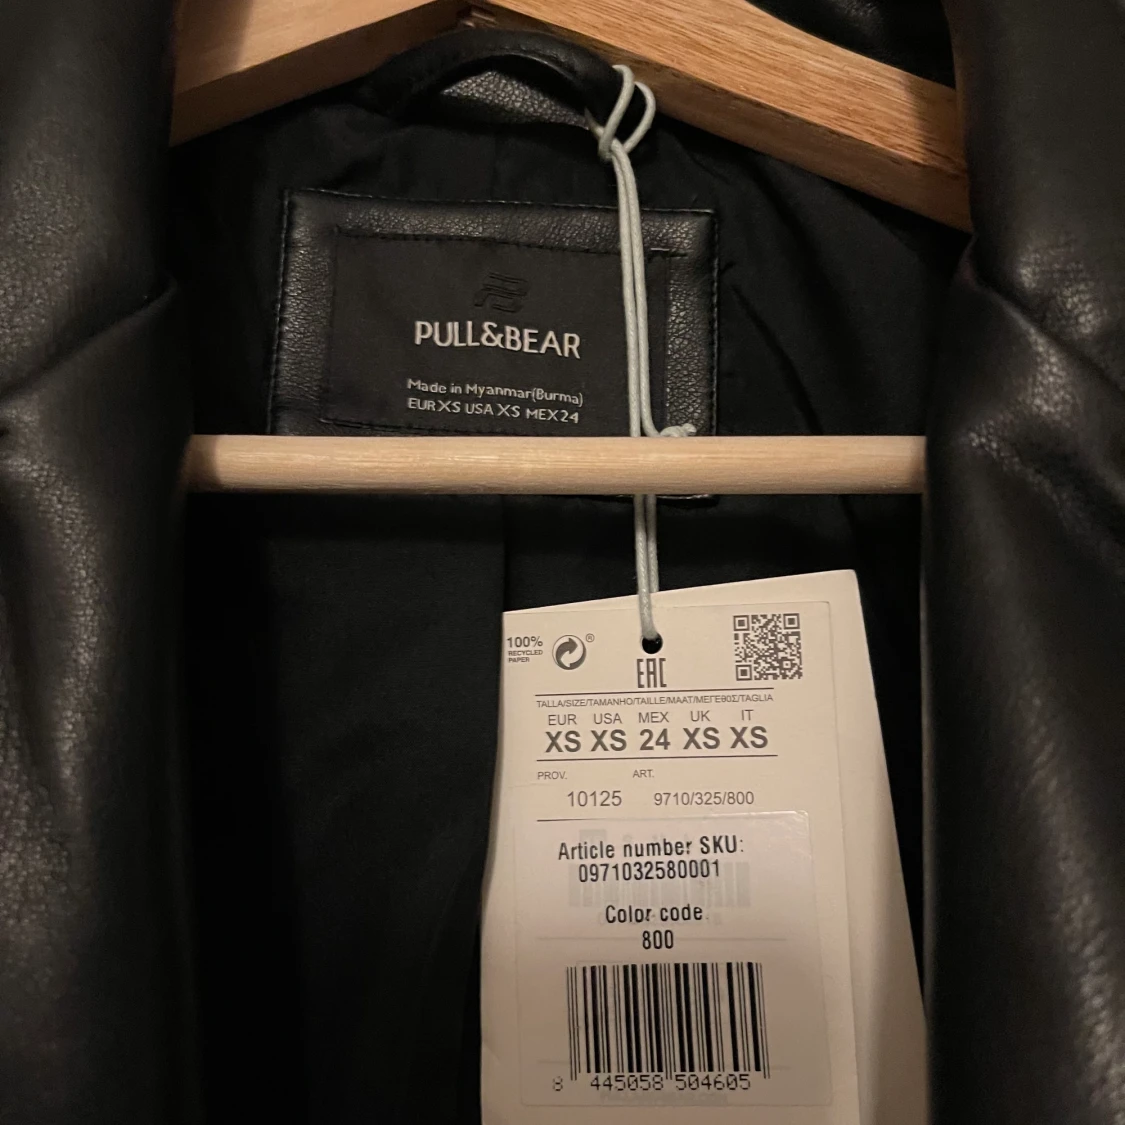 PULL&BEAR
Made in Myanmar(Burma)
EUR XS USA XS MEX 24
100%
RECYCLED
PAPER
®
EAC
TALLA/SIZE/TAMANHO/TAILLE/MAAT/ΜΕΓΕΘΟΣ/TAGLIA
EUR USA MEX UK IT
XS XS 24 XS XS
PROV. ART.
10125 9710/325/800
Article number SKU:
0971032580001
Color code
800
8 445058 504605